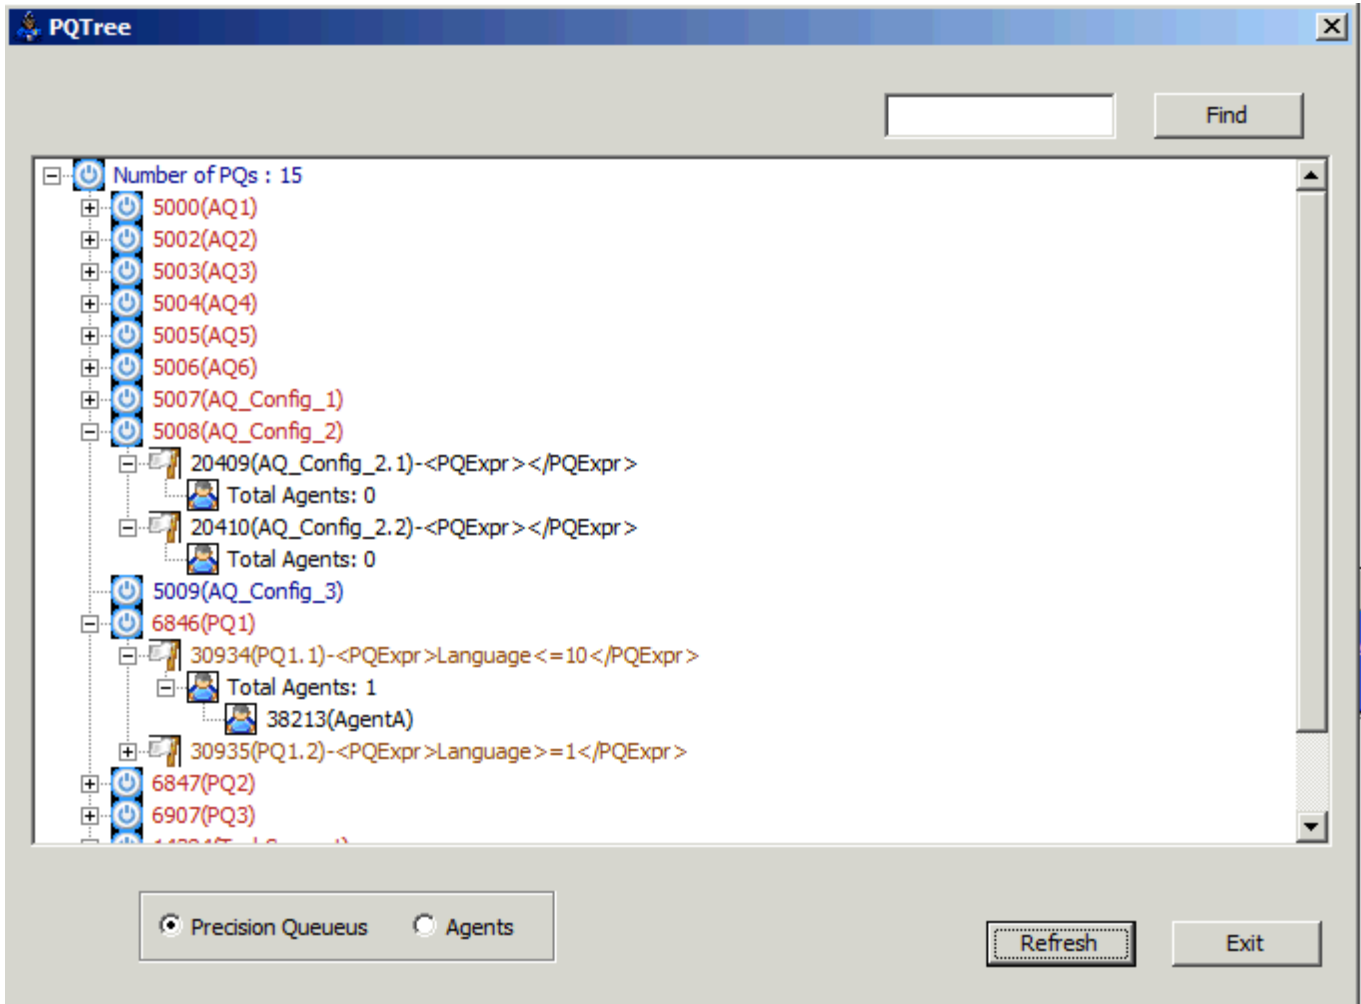 PQTree
Find
Number of PQs : 15
5000(AQ1)
5002(AQ2)
5003(AQ3)
5004(AQ4)
5005(AQ5)
5006(AQ6)
5007(AQ_Config_1)
5008(AQ_Config_2)
20409(AQ_Config_2.1)-<PQExpr></PQExpr>
Total Agents: 0
20410(AQ_Config_2.2)-<PQExpr></PQExpr>
Total Agents: 0
5009(AQ_Config_3)
6846(PQ1)
30934(PQ1.1)-<PQExpr>Language<=10</PQExpr>
Total Agents: 1
38213(AgentA)
30935(PQ1.2)-<PQExpr>Language>=1</PQExpr>
6847(PQ2)
6907(PQ3)
Precision Queueus Agents
Refresh Exit